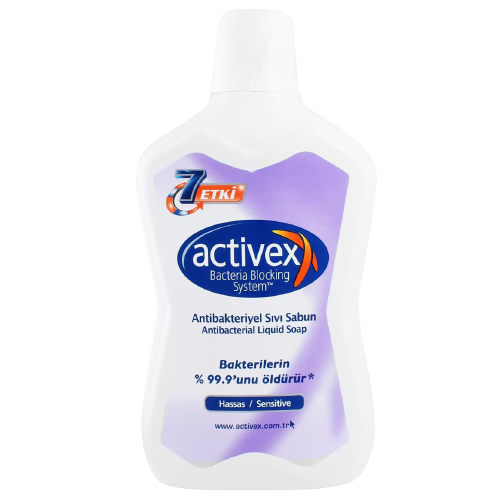 7
ETKİ
activex
Bacteria Blocking
System™
Antibakteriyel Sıvı Sabun
Antibacterial Liquid Soap
Bakterilerin
% 99.9'unu öldürür*
Hassas / Sensitive
www.activex.com.tr